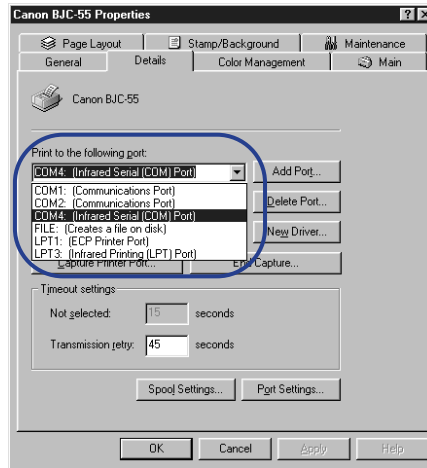 Canon BJC-55 Properties
Page Layout
Stamp/Background
Maintenance
General
Details
Color Management
Main
Canon BJC-55
Print to the following port:
COM4: (Infrared Serial (COM) Port)
Add Port...
COM1: (Communications Port)
COM2: (Communications Port)
COM4: (Infrared Serial (COM) Port)
FILE: (Creates a file on disk)
LPT1: (ECP Printer Port)
LPT3: (Infrared Printing (LPT) Port)
Delete Port...
New Driver...
Capture Printer Port...
End Capture...
Timeout settings
Not selected: 15 seconds
Transmission retry: 45 seconds
Spool Settings...
Port Settings...
OK
Cancel
Apply
Help